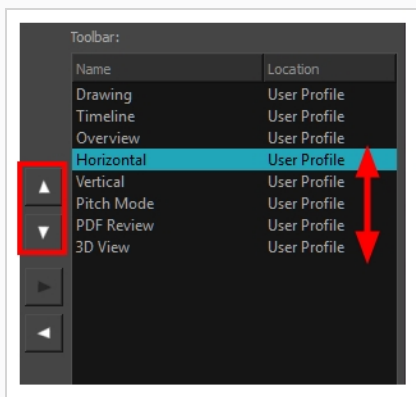 Toolbar:
Name Location
Drawing User Profile
Timeline User Profile
Overview User Profile
Horizontal User Profile
Vertical User Profile
Pitch Mode User Profile
PDF Review User Profile
3D View User Profile